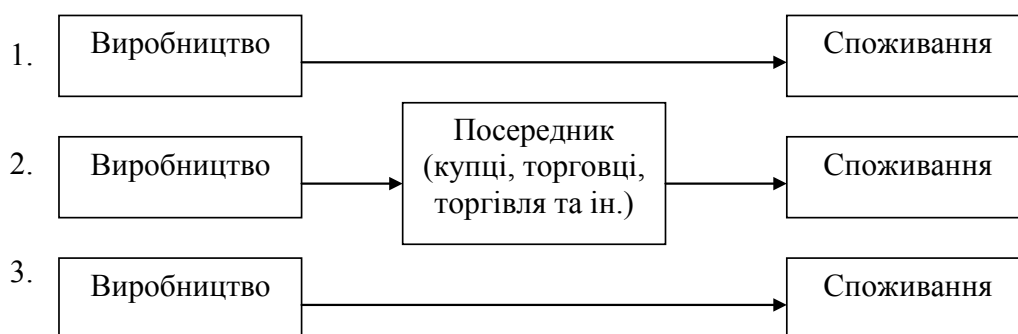 1.
Виробництво
Споживання
2.
Виробництво
Посередник
(купці, торговці,
торгівля та ін.)
Споживання
3.
Виробництво
Споживання